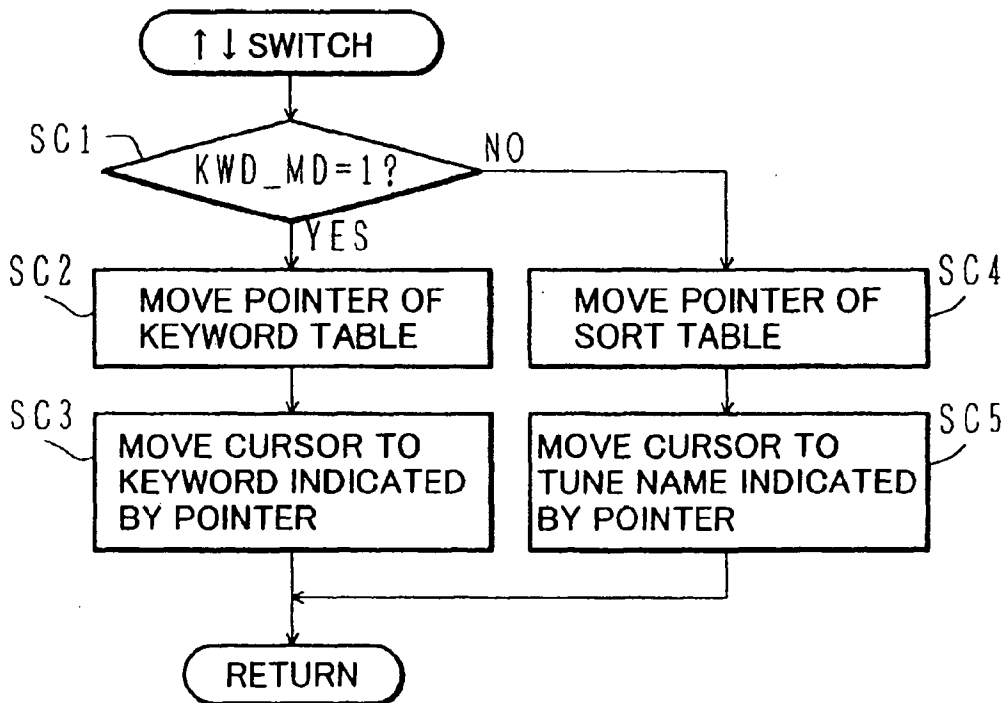 ↑↓SWITCH
SC1
KWD_MD=1?
NO
YES
SC2
MOVE POINTER OF
KEYWORD TABLE
SC4
MOVE POINTER OF
SORT TABLE
SC3
MOVE CURSOR TO
KEYWORD INDICATED
BY POINTER
SC5
MOVE CURSOR TO
TUNE NAME INDICATED
BY POINTER
RETURN